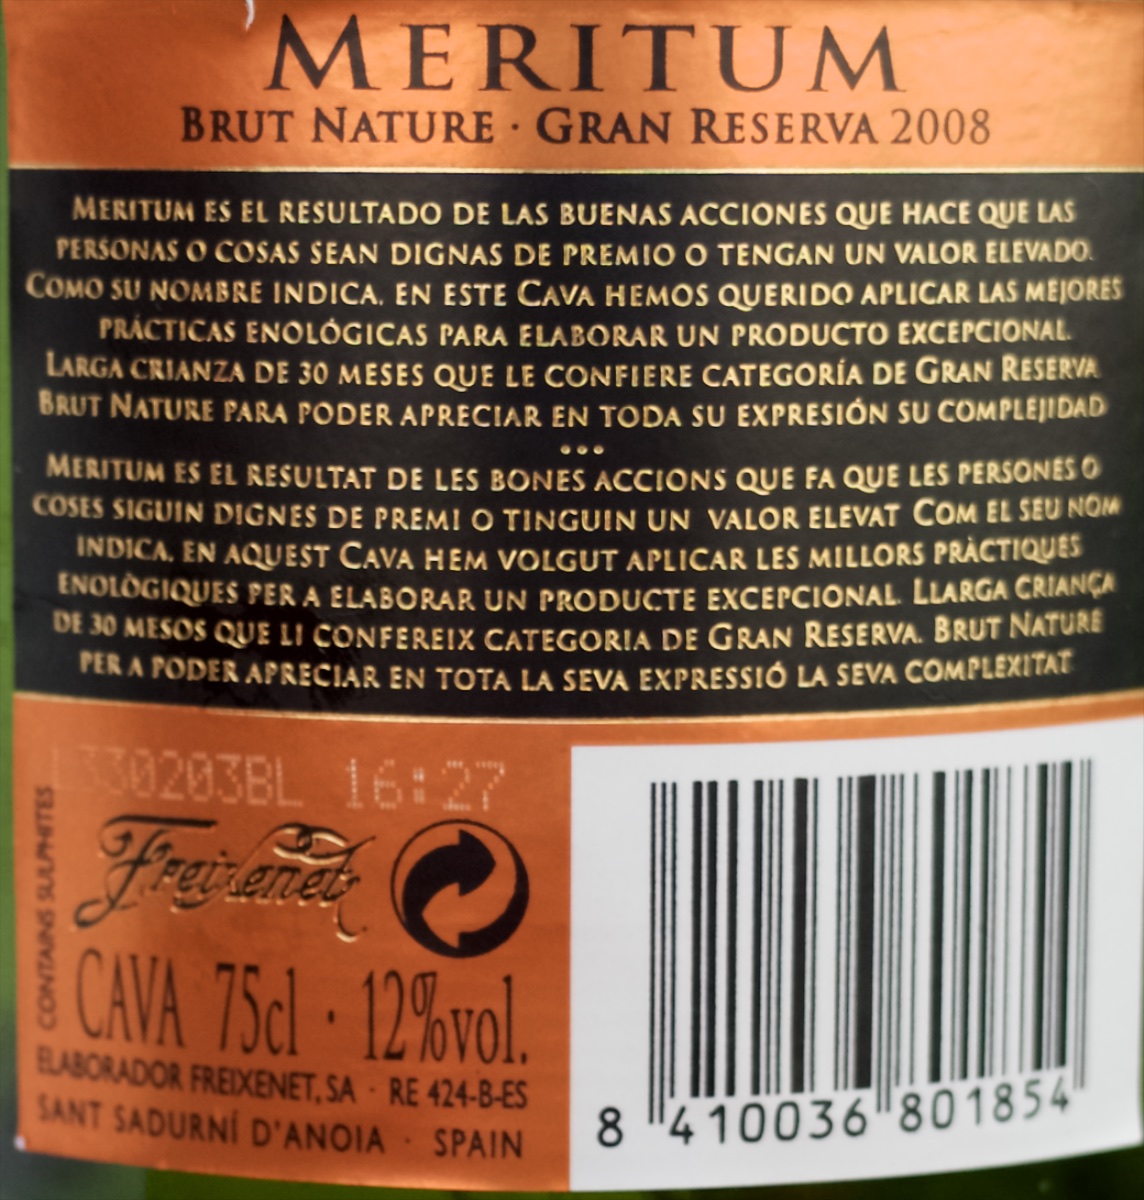 MERITUM
BRUT NATURE · GRAN RESERVA 2008
MERITUM ES EL RESULTADO DE LAS BUENAS ACCIONES QUE HACE QUE LAS
PERSONAS O COSAS SEAN DIGNAS DE PREMIO O TENGAN UN VALOR ELEVADO.
COMO SU NOMBRE INDICA, EN ESTE CAVA HEMOS QUERIDO APLICAR LAS MEJORES
PRÁCTICAS ENOLÓGICAS PARA ELABORAR UN PRODUCTO EXCEPCIONAL.
LARGA CRIANZA DE 30 MESES QUE LE CONFIERE CATEGORÍA DE GRAN RESERVA
BRUT NATURE PARA PODER APRECIAR EN TODA SU EXPRESIÓN SU COMPLEJIDAD
•••
MERITUM ES EL RESULTAT DE LES BONES ACCIONS QUE FA QUE LES PERSONES O
COSES SIGUIN DIGNES DE PREMI O TINGUIN UN VALOR ELEVAT COM EL SEU NOM
INDICA, EN AQUEST CAVA HEM VOLGUT APLICAR LES MILLORS PRÀCTIQUES
ENOLÒGIQUES PER A ELABORAR UN PRODUCTE EXCEPCIONAL. LLARGA CRIANÇA
DE 30 MESOS QUE LI CONFEREIX CATEGORIA DE GRAN RESERVA. BRUT NATURE
PER A PODER APRECIAR EN TOTA LA SEVA EXPRESSIÓ LA SEVA COMPLEXITAT
L330203BL 16:27
CONTAINS SULPHITES
Freixenet
CAVA 75cl · 12%vol.
ELABORADOR FREIXENET, SA · RE 424-B-ES
SANT SADURNÍ D'ANOIA · SPAIN
8 410036 801854